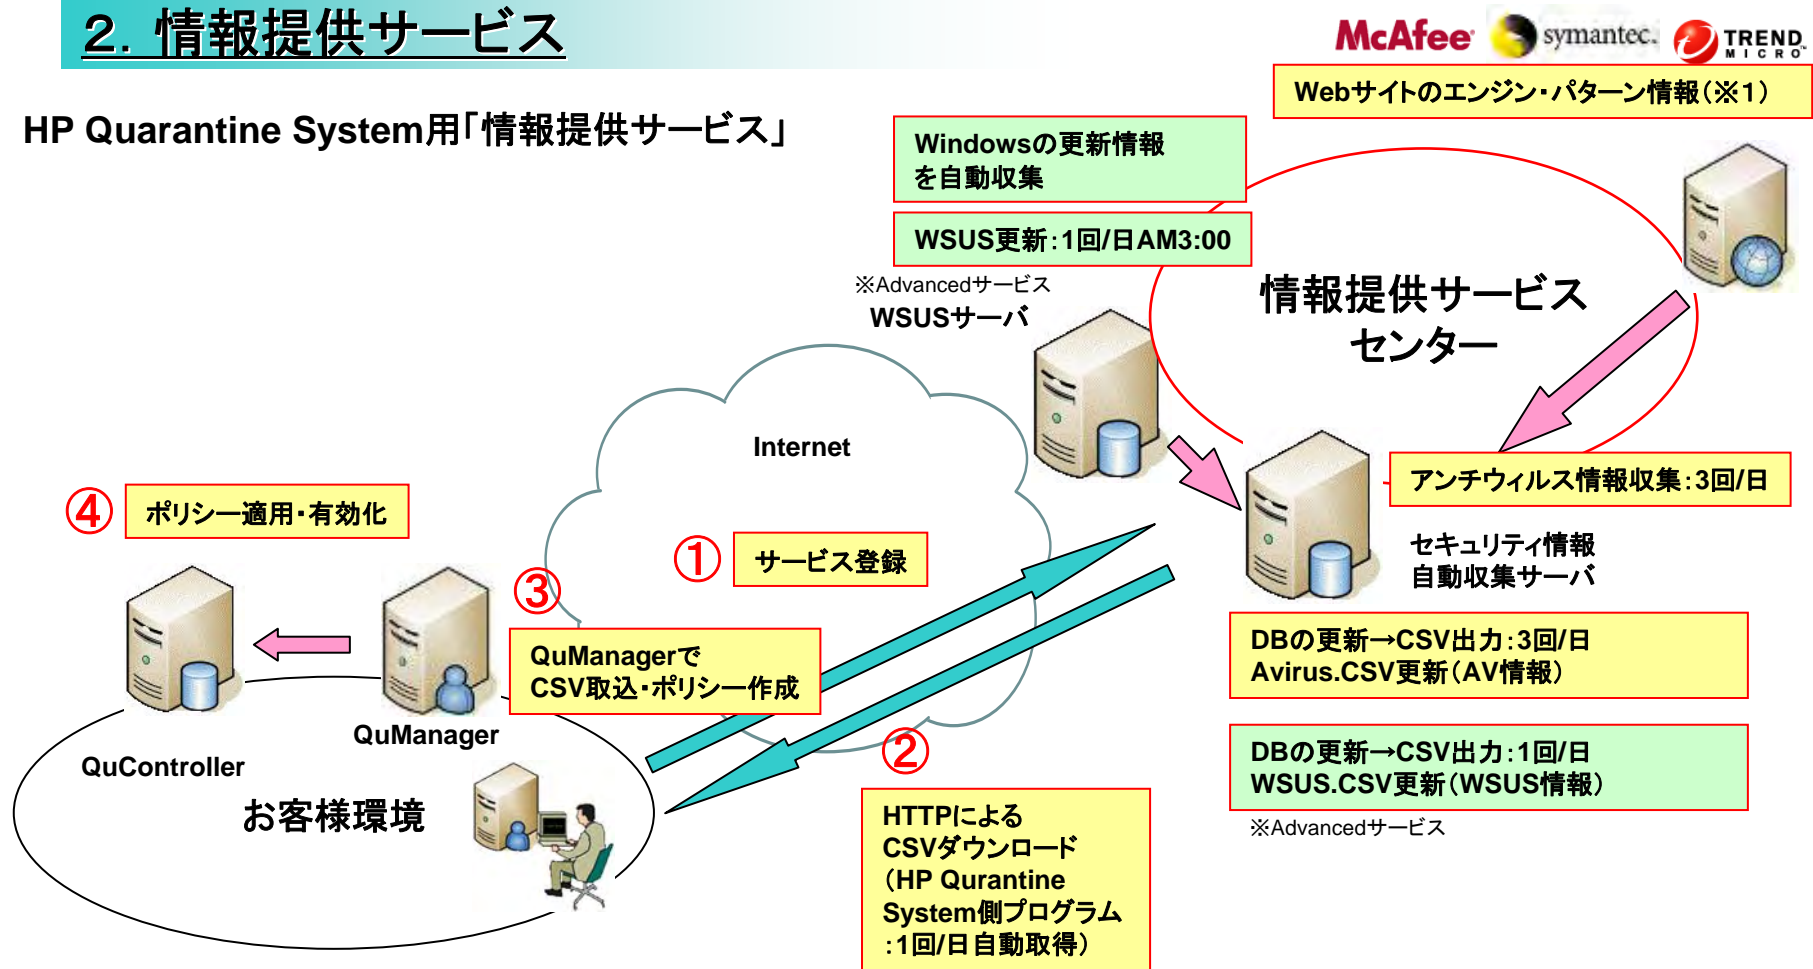 ２．情報提供サービス
McAfee
symantec.
TREND
MICRO
Webサイトのエンジン・パターン情報（※１）
HP Quarantine System用「情報提供サービス」
Windowsの更新情報
を自動収集
WSUS更新：1回/日AM3:00
※Advancedサービス
WSUSサーバ
情報提供サービス
センター
Internet
アンチウィルス情報収集：3回/日
④
ポリシー適用・有効化
①
サービス登録
セキュリティ情報
自動収集サーバ
③
QuManagerで
CSV取込・ポリシー作成
DBの更新→CSV出力：3回/日
Avirus.CSV更新（AV情報）
QuManager
QuController
②
DBの更新→CSV出力：1回/日
WSUS.CSV更新（WSUS情報）
※Advancedサービス
お客様環境
HTTPによる
CSVダウンロード
（HP Qurantine
System側プログラム
：1回/日自動取得）